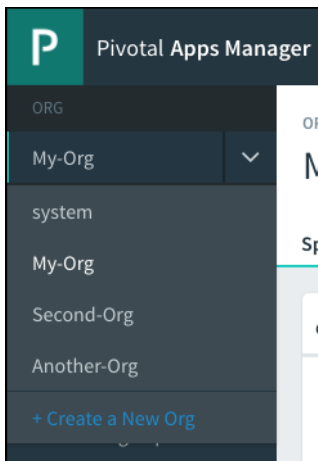 P
Pivotal Apps Manager
ORG
My-Org
system
My-Org
Second-Org
Another-Org
+ Create a New Org